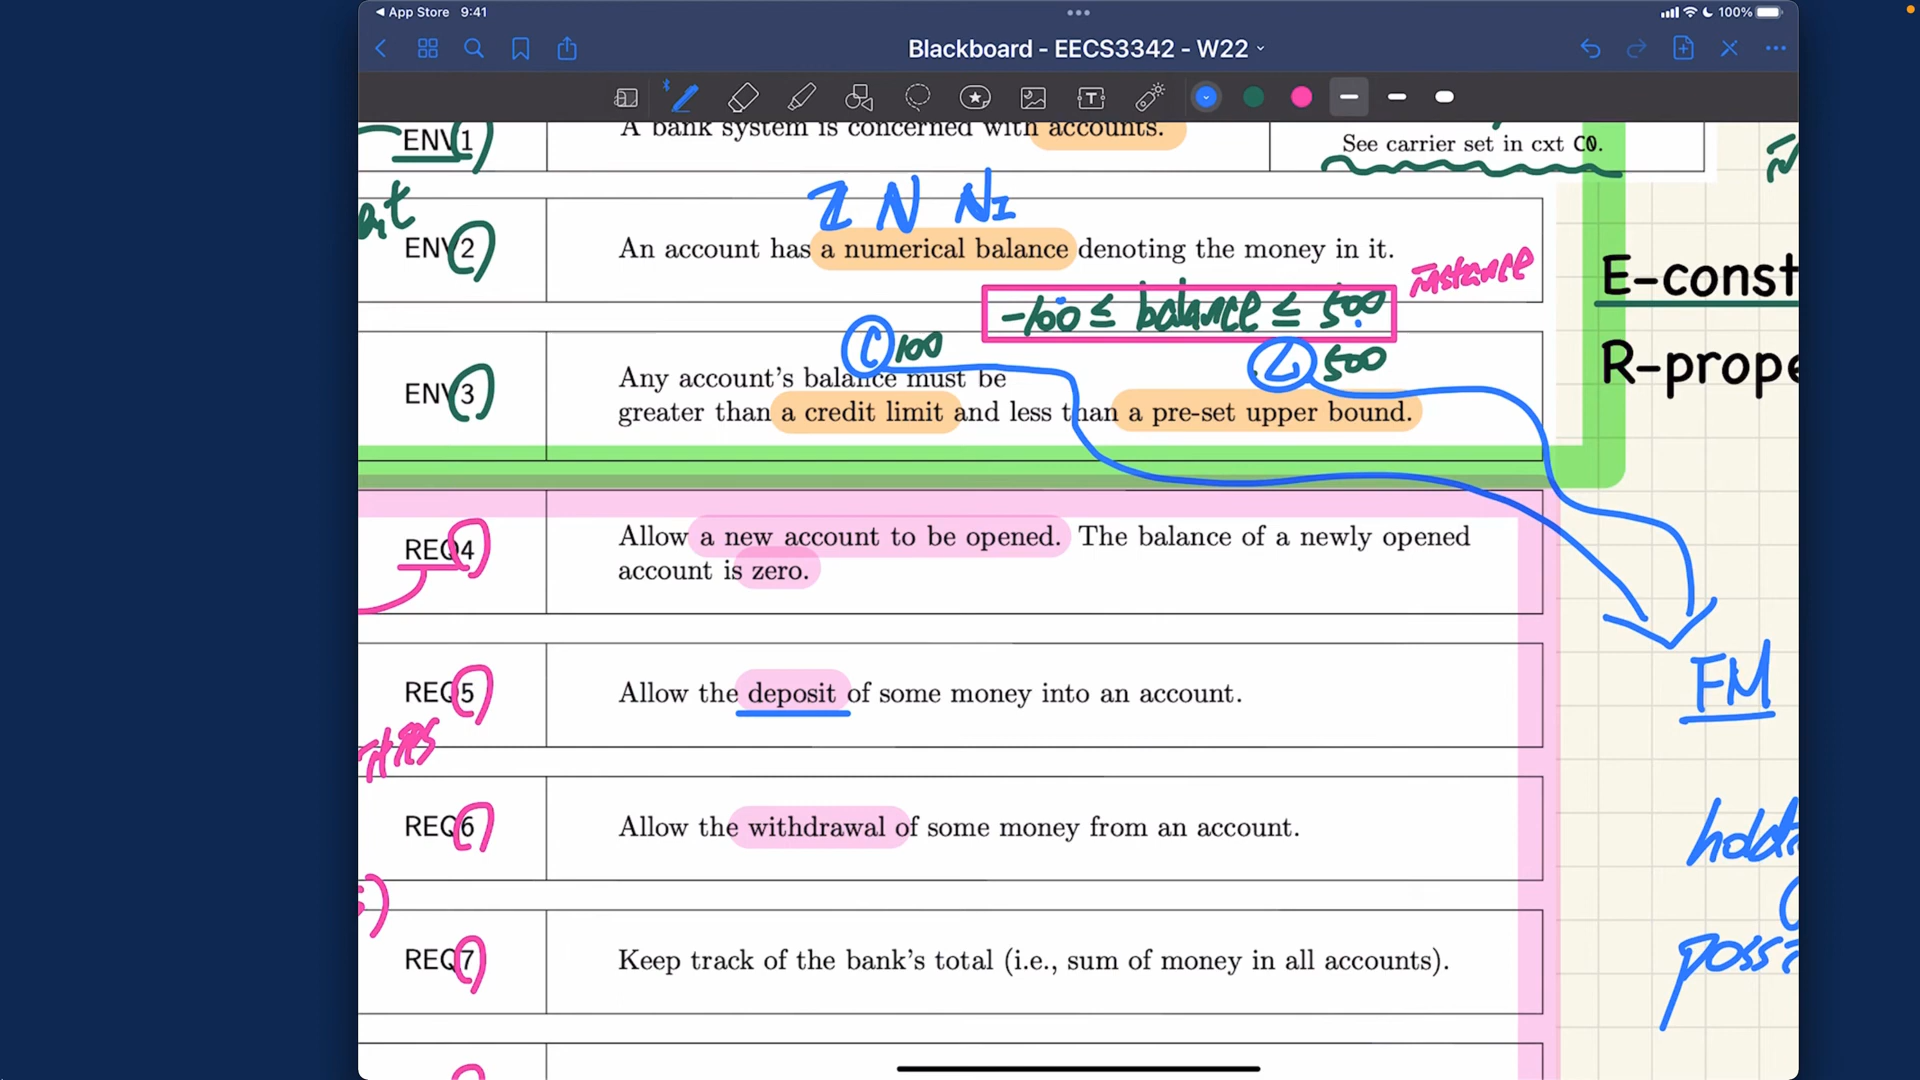 App Store 9:41
100%
Blackboard - EECS3342 - W22
ENV1
A bank system is concerned with accounts.
See carrier set in cxt C0.
Z N N1
ENV2
An account has a numerical balance denoting the money in it.
instance
E-const
-100 ≤ balance ≤ 500
C 100
L 500
R-prope
ENV3
Any account's balance must be
greater than a credit limit and less than a pre-set upper bound.
REQ4
Allow a new account to be opened. The balance of a newly opened
account is zero.
FM
REQ5
Allow the deposit of some money into an account.
REQ6
Allow the withdrawal of some money from an account.
REQ7
Keep track of the bank's total (i.e., sum of money in all accounts).